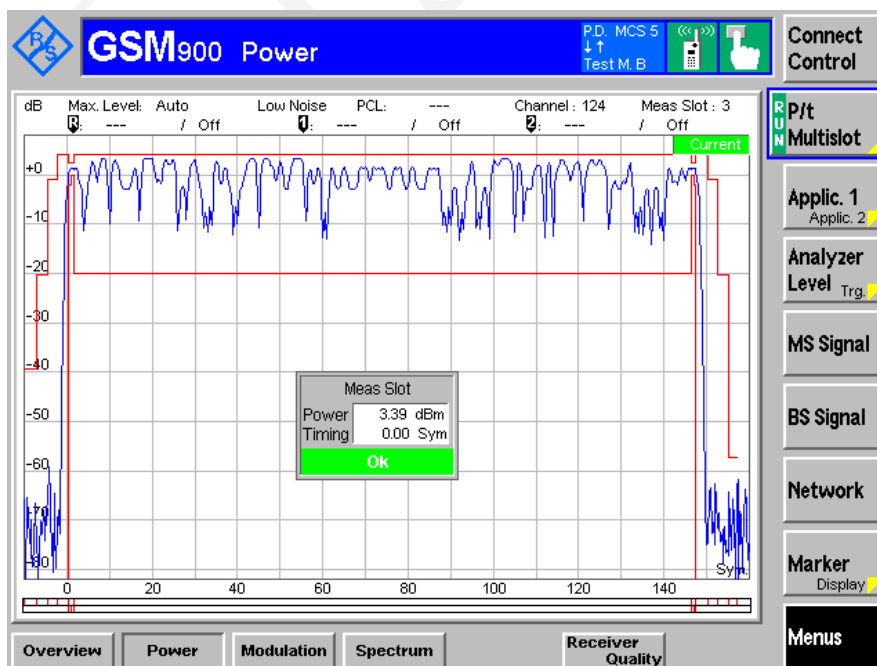 R/S
GSM900 Power
P.D. MCS 5
Test M. B
Connect Control
dB Max. Level: Auto Low Noise PCL: --- Channel : 124 Meas Slot : 3
R: --- / Off 1: --- / Off 2: --- / Off
Current
RUN
P/t Multislot
+0
-10
-20
-30
-40
-50
-60
-70
-80
Applic. 1
Applic. 2
Analyzer
Level Trg.
MS Signal
BS Signal
Network
Marker
Display
Menus
Meas Slot
Power 3.39 dBm
Timing 0.00 Sym
Ok
Sym
0 20 40 60 80 100 120 140
Overview Power Modulation Spectrum Receiver Quality